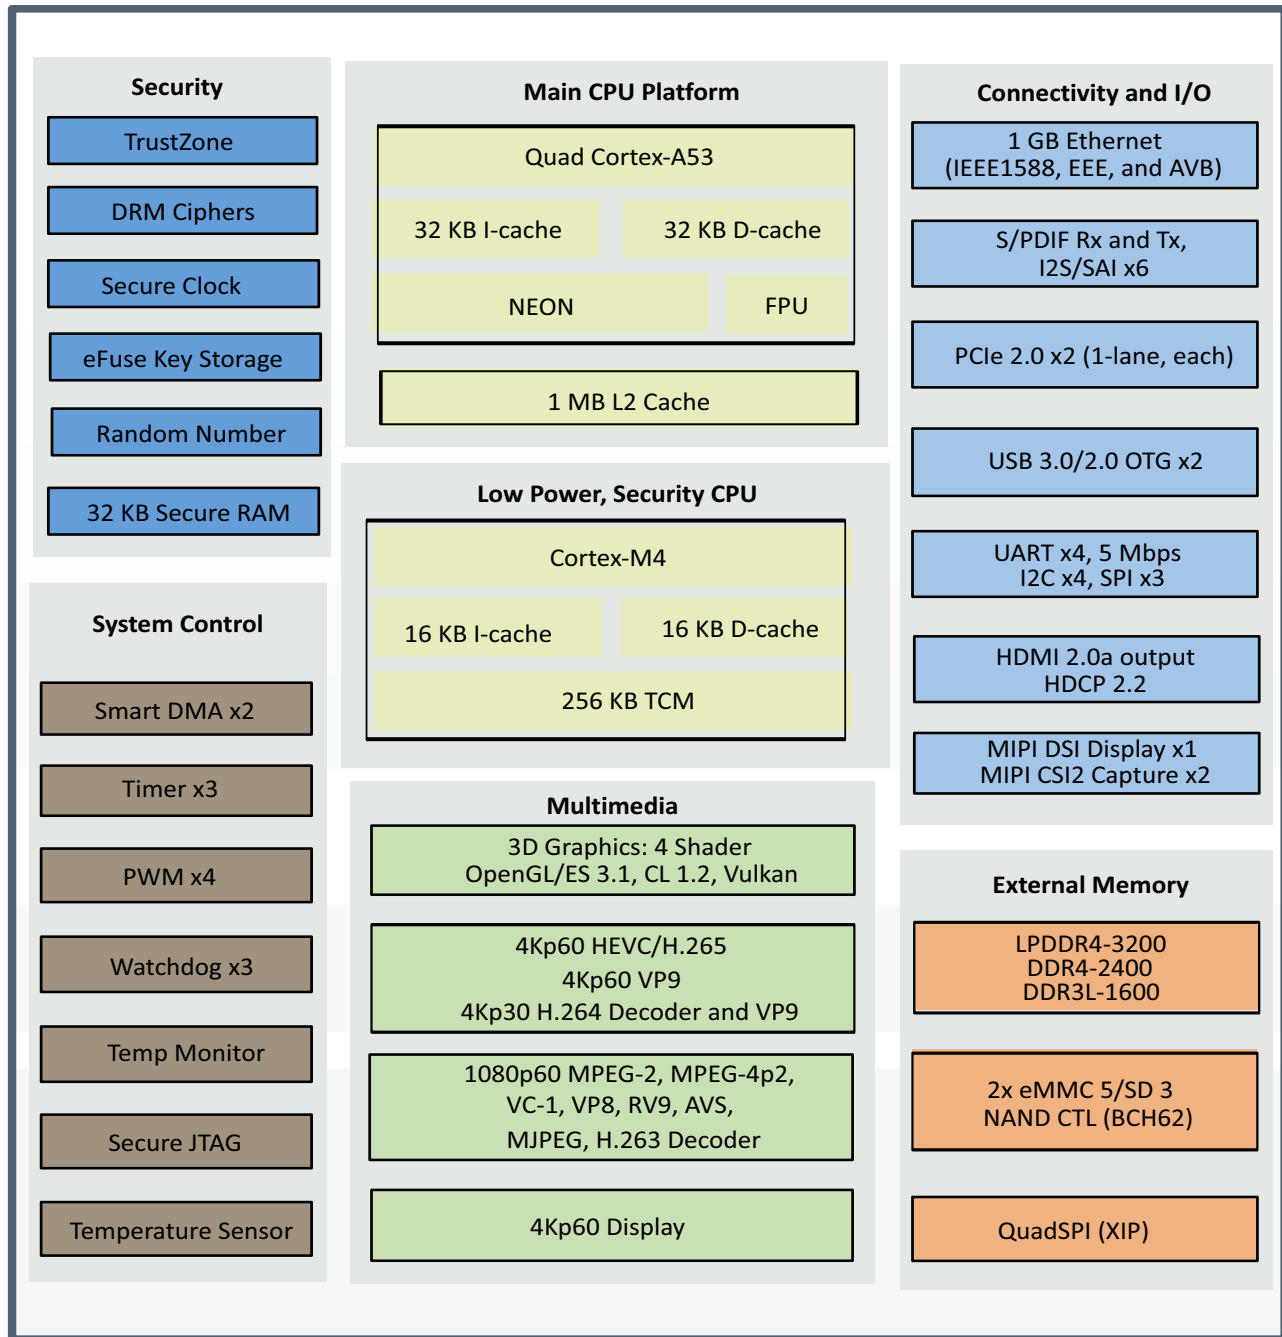 Security
TrustZone
DRM Ciphers
Secure Clock
eFuse Key Storage
Random Number
32 KB Secure RAM
System Control
Smart DMA x2
Timer x3
PWM x4
Watchdog x3
Temp Monitor
Secure JTAG
Temperature Sensor
Main CPU Platform
Quad Cortex-A53
32 KB I-cache
32 KB D-cache
NEON
FPU
1 MB L2 Cache
Low Power, Security CPU
Cortex-M4
16 KB I-cache
16 KB D-cache
256 KB TCM
Multimedia
3D Graphics: 4 Shader
OpenGL/ES 3.1, CL 1.2, Vulkan
4Kp60 HEVC/H.265
4Kp60 VP9
4Kp30 H.264 Decoder and VP9
1080p60 MPEG-2, MPEG-4p2,
VC-1, VP8, RV9, AVS,
MJPEG, H.263 Decoder
4Kp60 Display
Connectivity and I/O
1 GB Ethernet
(IEEE1588, EEE, and AVB)
S/PDIF Rx and Tx,
I2S/SAI x6
PCIe 2.0 x2 (1-lane, each)
USB 3.0/2.0 OTG x2
UART x4, 5 Mbps
I2C x4, SPI x3
HDMI 2.0a output
HDCP 2.2
MIPI DSI Display x1
MIPI CSI2 Capture x2
External Memory
LPDDR4-3200
DDR4-2400
DDR3L-1600
2x eMMC 5/SD 3
NAND CTL (BCH62)
QuadSPI (XIP)